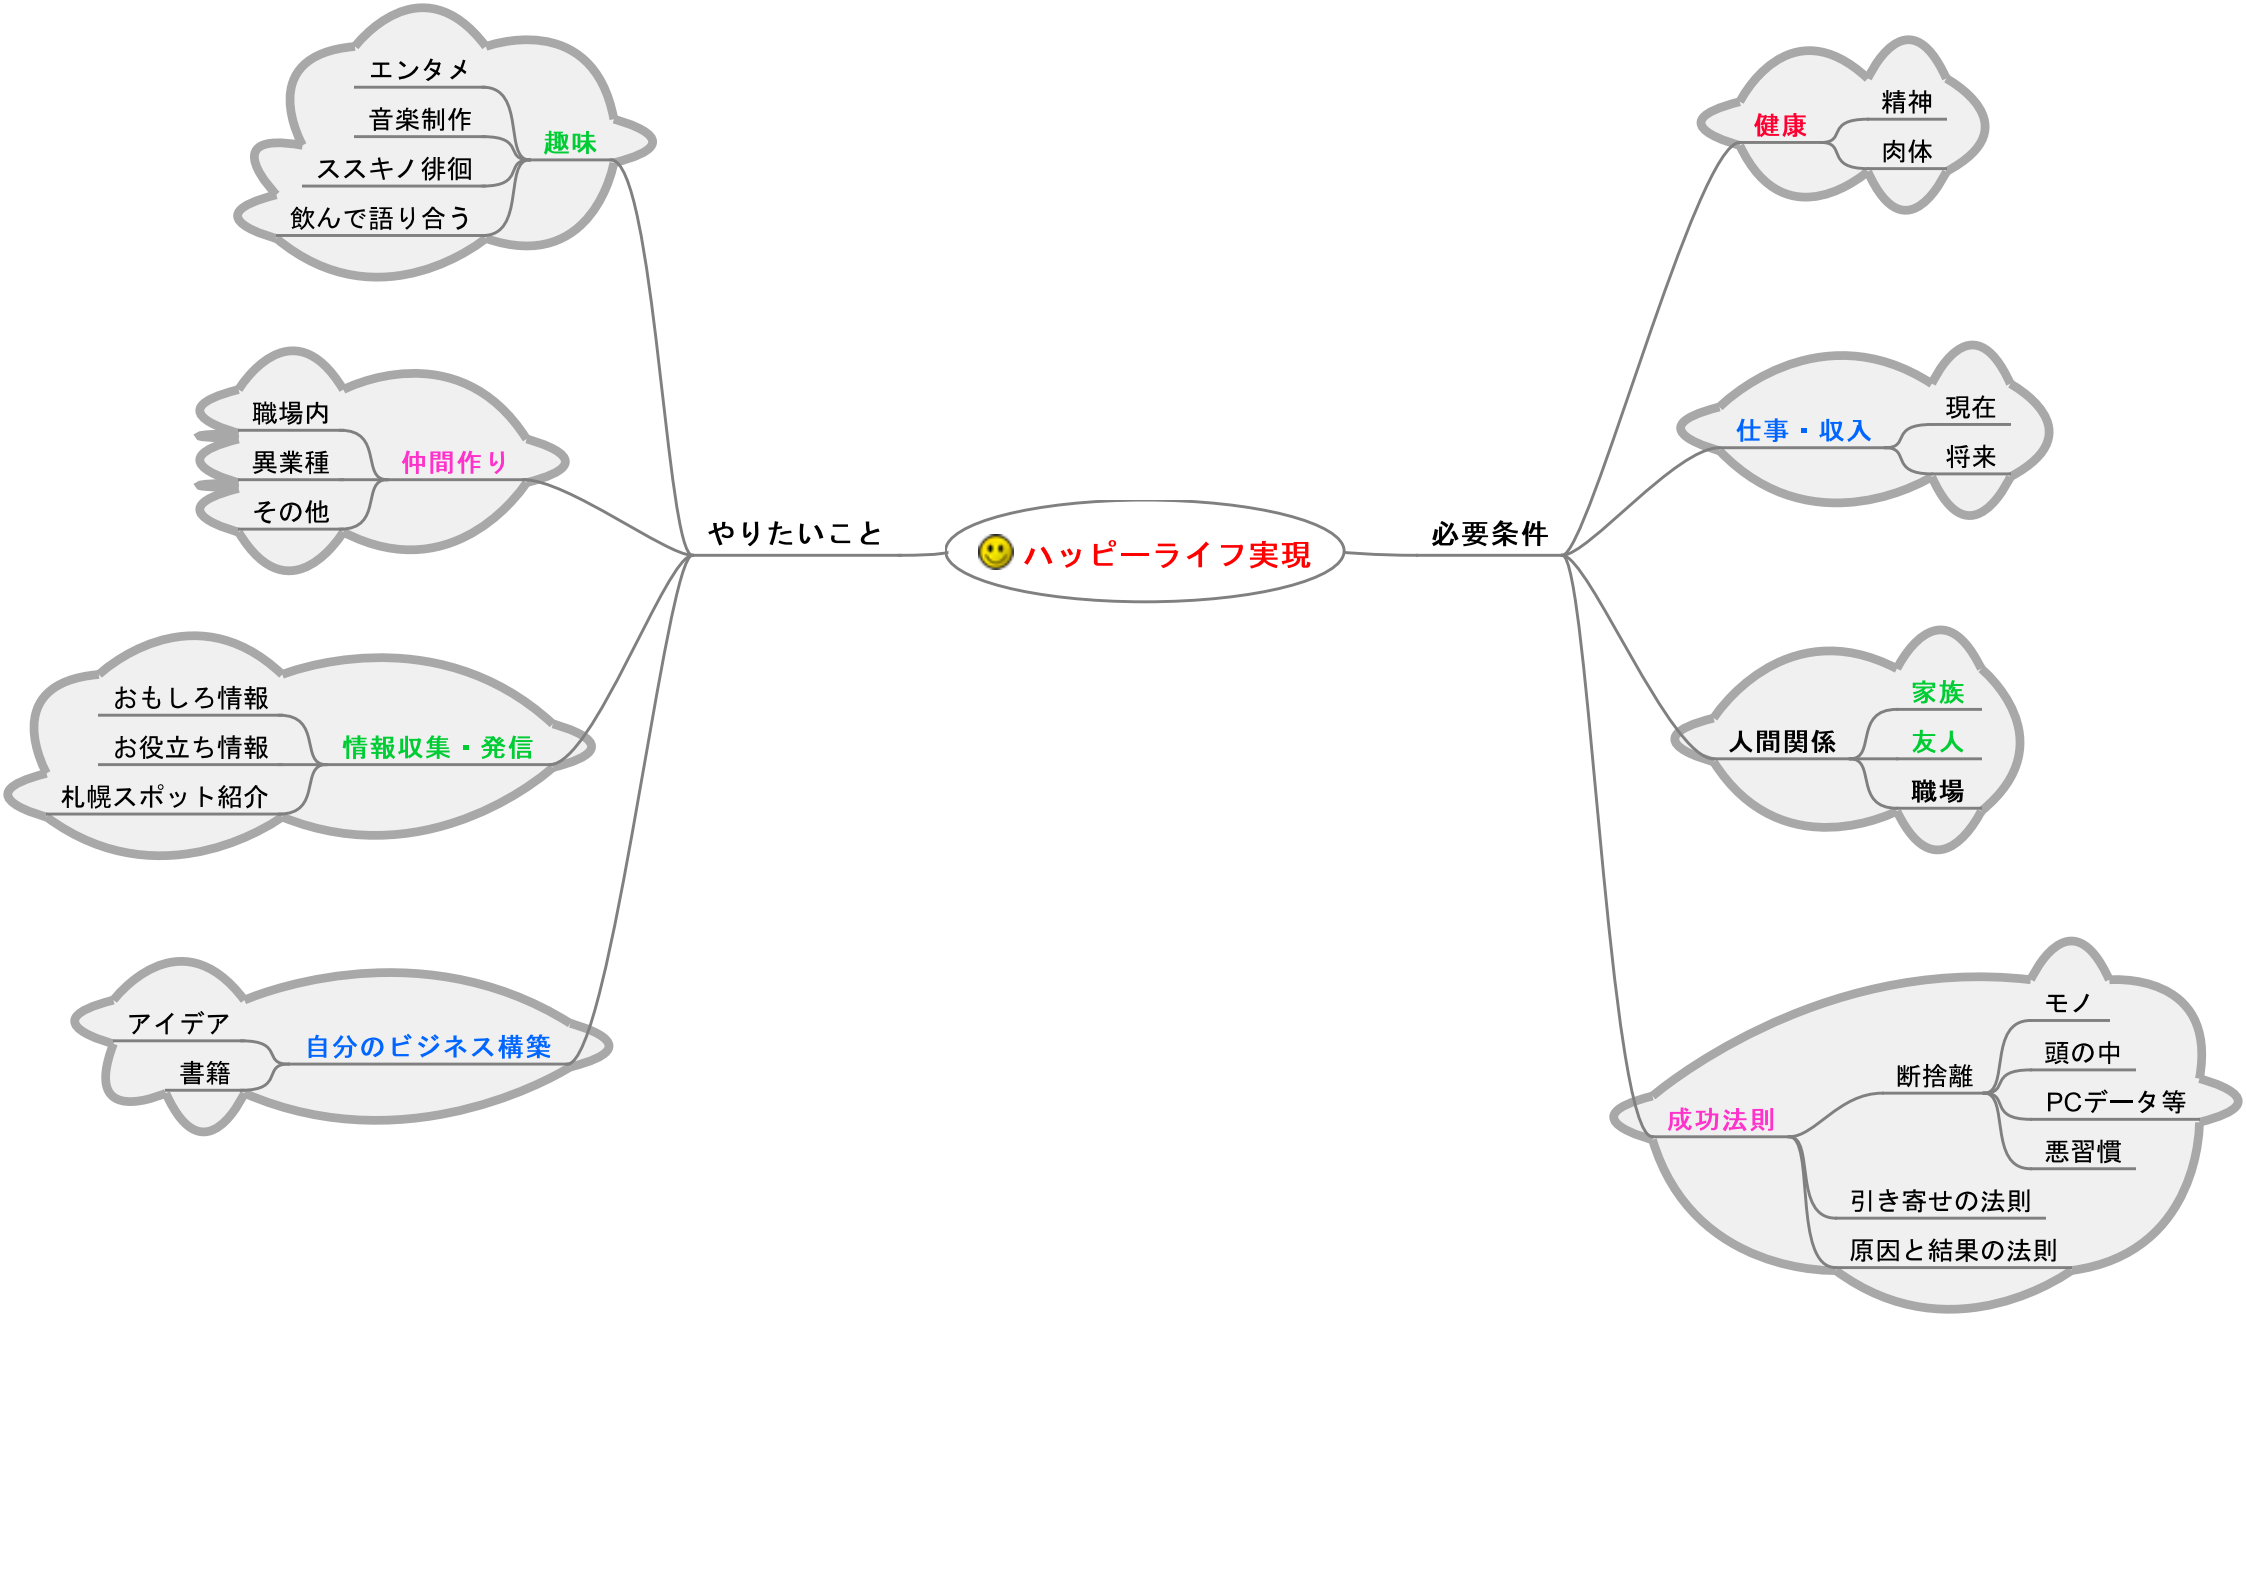 ハッピーライフ実現
やりたいこと
趣味
エンタメ
音楽制作
ススキノ徘徊
飲んで語り合う
仲間作り
職場内
異業種
その他
情報収集・発信
おもしろ情報
お役立ち情報
札幌スポット紹介
自分のビジネス構築
アイデア
書籍
必要条件
健康
精神
肉体
仕事・収入
現在
将来
人間関係
家族
友人
職場
成功法則
断捨離
モノ
頭の中
PCデータ等
悪習慣
引き寄せの法則
原因と結果の法則